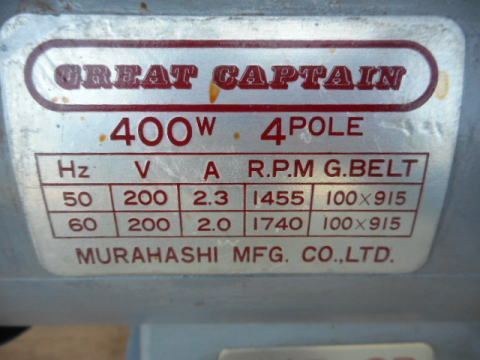 GREAT CAPTAIN
400W 4POLE
Hz V A R.P.M G.BELT
50 200 2.3 1455 100×915
60 200 2.0 1740 100×915
MURAHASHI MFG. CO.,LTD.